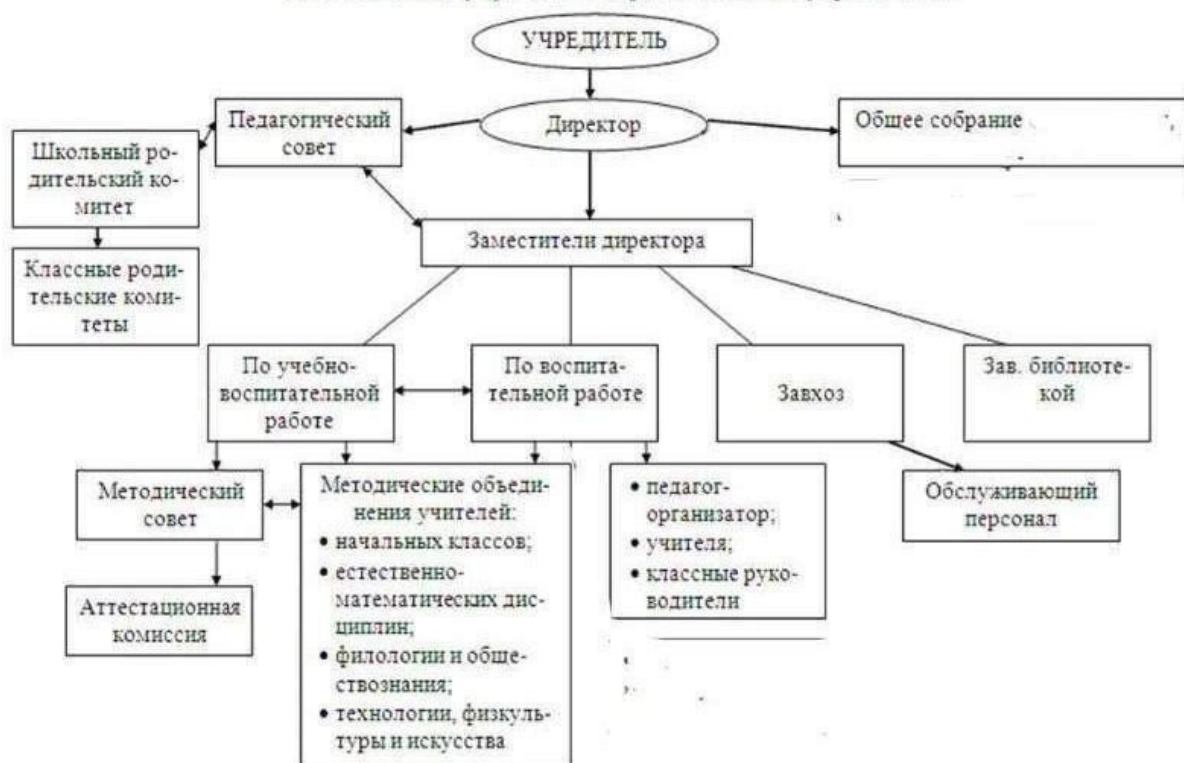 УЧРЕДИТЕЛЬ
Педагогический
совет
Директор
Общее собрание
Школьный ро-
дительский ко-
митет
Заместители директора
Классные роди-
тельские коми-
теты
По учебно-
воспитательной
работе
По воспита-
тельной работе
Завхоз
Зав. библиоте-
кой
Методический
совет
Методические объеди-
нения учителей:
• начальных классов;
• естественно-
математических дис-
циплин;
• филологии и обще-
ствознания;
• технологии, физкуль-
туры и искусства
• педагог-
организатор;
• учителя;
• классные руко-
водители
Обслуживающий
персонал
Аттестационная
комиссия